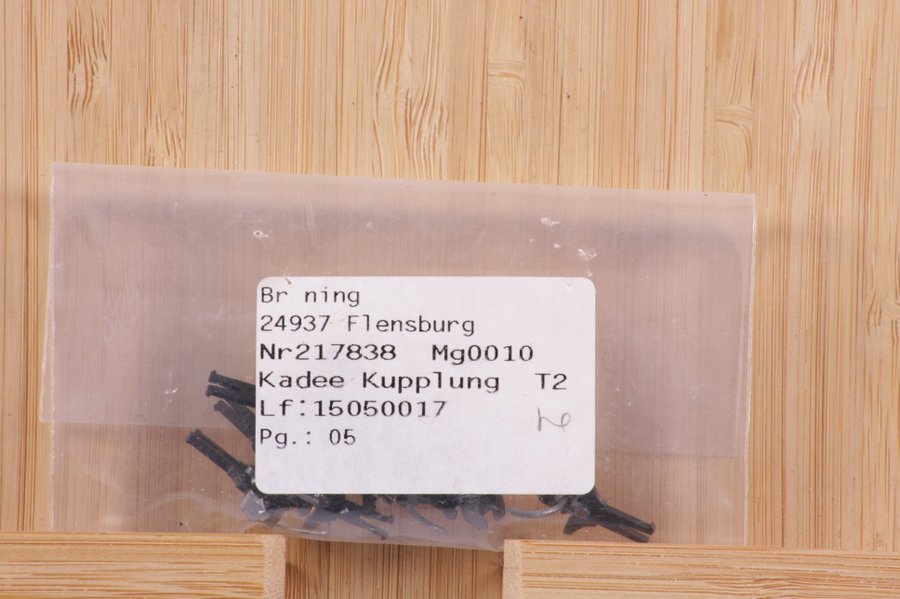 Br ning
24937 Flensburg
Nr217838 Mg0010
Kadee Kupplung T2
Lf:15050017
Pg.: 05